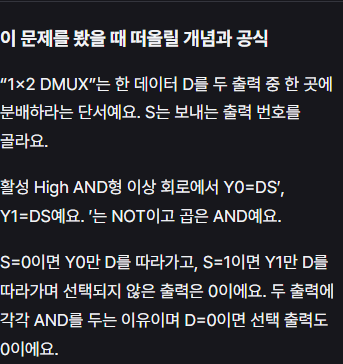 이 문제를 봤을 때 떠올릴 개념과 공식
“1×2 DMUX”는 한 데이터 D를 두 출력 중 한 곳에
분배하라는 단서예요. S는 보내는 출력 번호를
골라요.
활성 High AND형 이상 회로에서 Y0=DS′,
Y1=DS예요. ′는 NOT이고 곱은 AND예요.
S=0이면 Y0만 D를 따라가고, S=1이면 Y1만 D를
따라가며 선택되지 않은 출력은 0이에요. 두 출력에
각각 AND를 두는 이유이며 D=0이면 선택 출력도
0이에요.